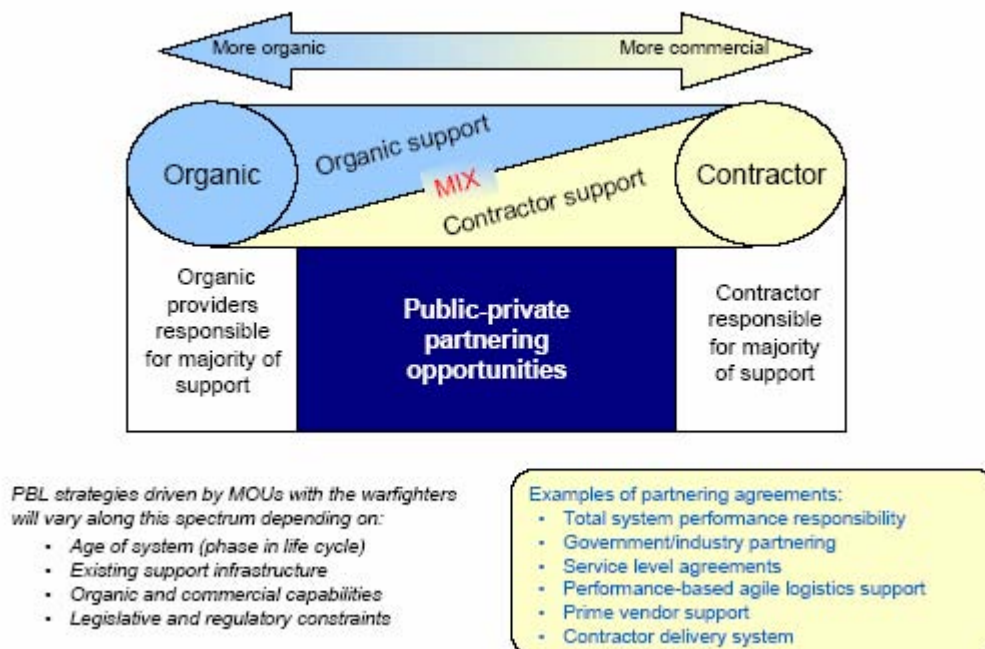 More organic
More commercial
Organic
Organic support
MIX
Contractor support
Contractor
Organic
providers
responsible
for majority of
support
Public-private
partnering
opportunities
Contractor
responsible
for majority
of support
PBL strategies driven by MOUs with the warfighters
will vary along this spectrum depending on:
• Age of system (phase in life cycle)
• Existing support infrastructure
• Organic and commercial capabilities
• Legislative and regulatory constraints
Examples of partnering agreements:
• Total system performance responsibility
• Government/industry partnering
• Service level agreements
• Performance-based agile logistics support
• Prime vendor support
• Contractor delivery system